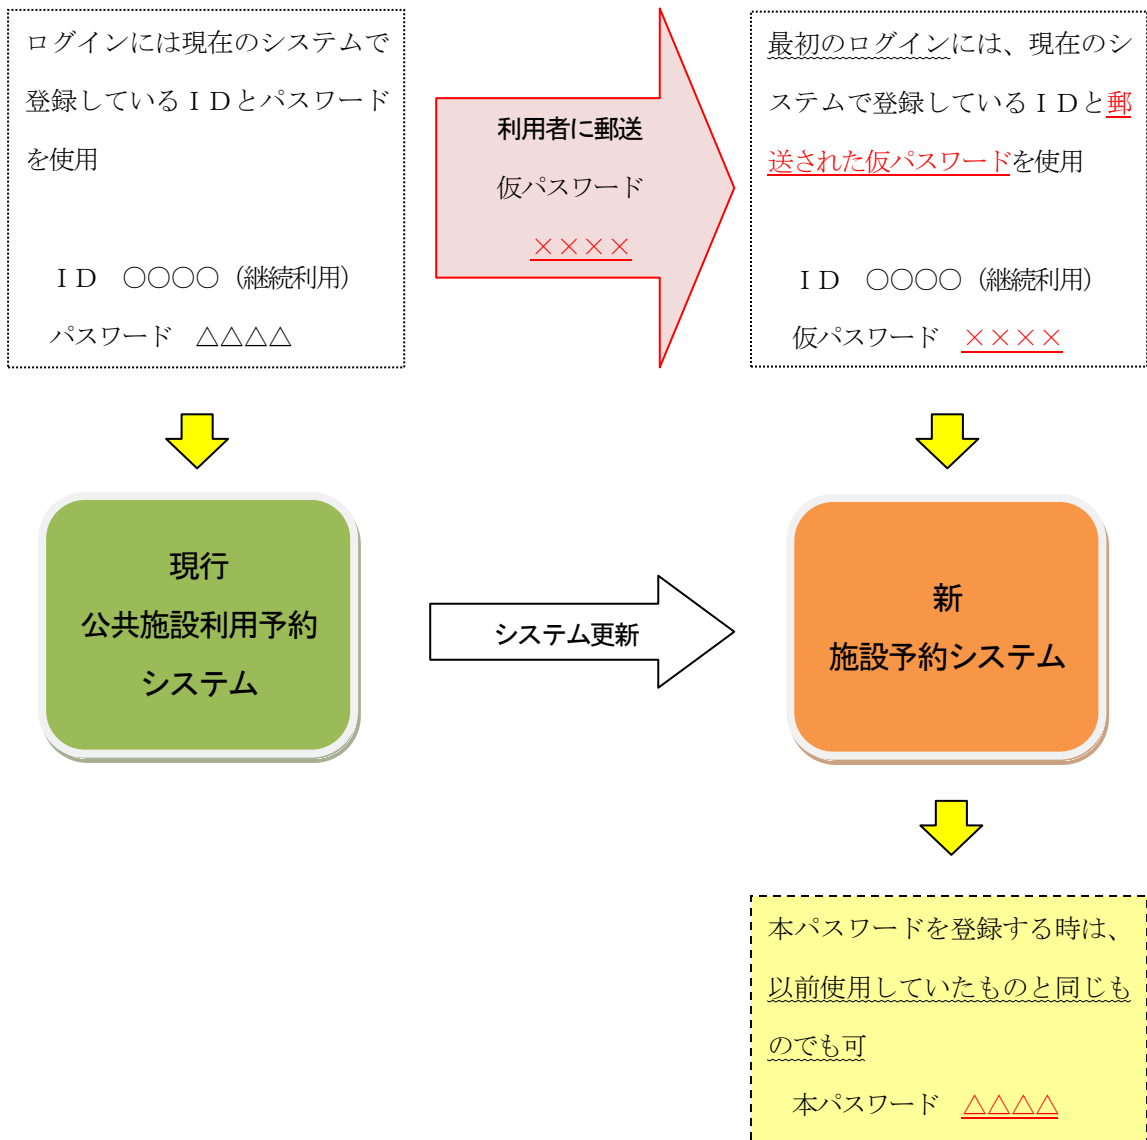 ログインには現在のシステムで
登録しているＩＤとパスワード
を使用
ＩＤ　○○○○（継続利用）
パスワード　△△△△
利用者に郵送
仮パスワード
××××
最初のログインには、現在のシ
ステムで登録しているＩＤと郵
送された仮パスワードを使用
ＩＤ　○○○○（継続利用）
仮パスワード　××××
現行
公共施設利用予約
システム
システム更新
新
施設予約システム
本パスワードを登録する時は、
以前使用していたものと同じも
のでも可
本パスワード　△△△△